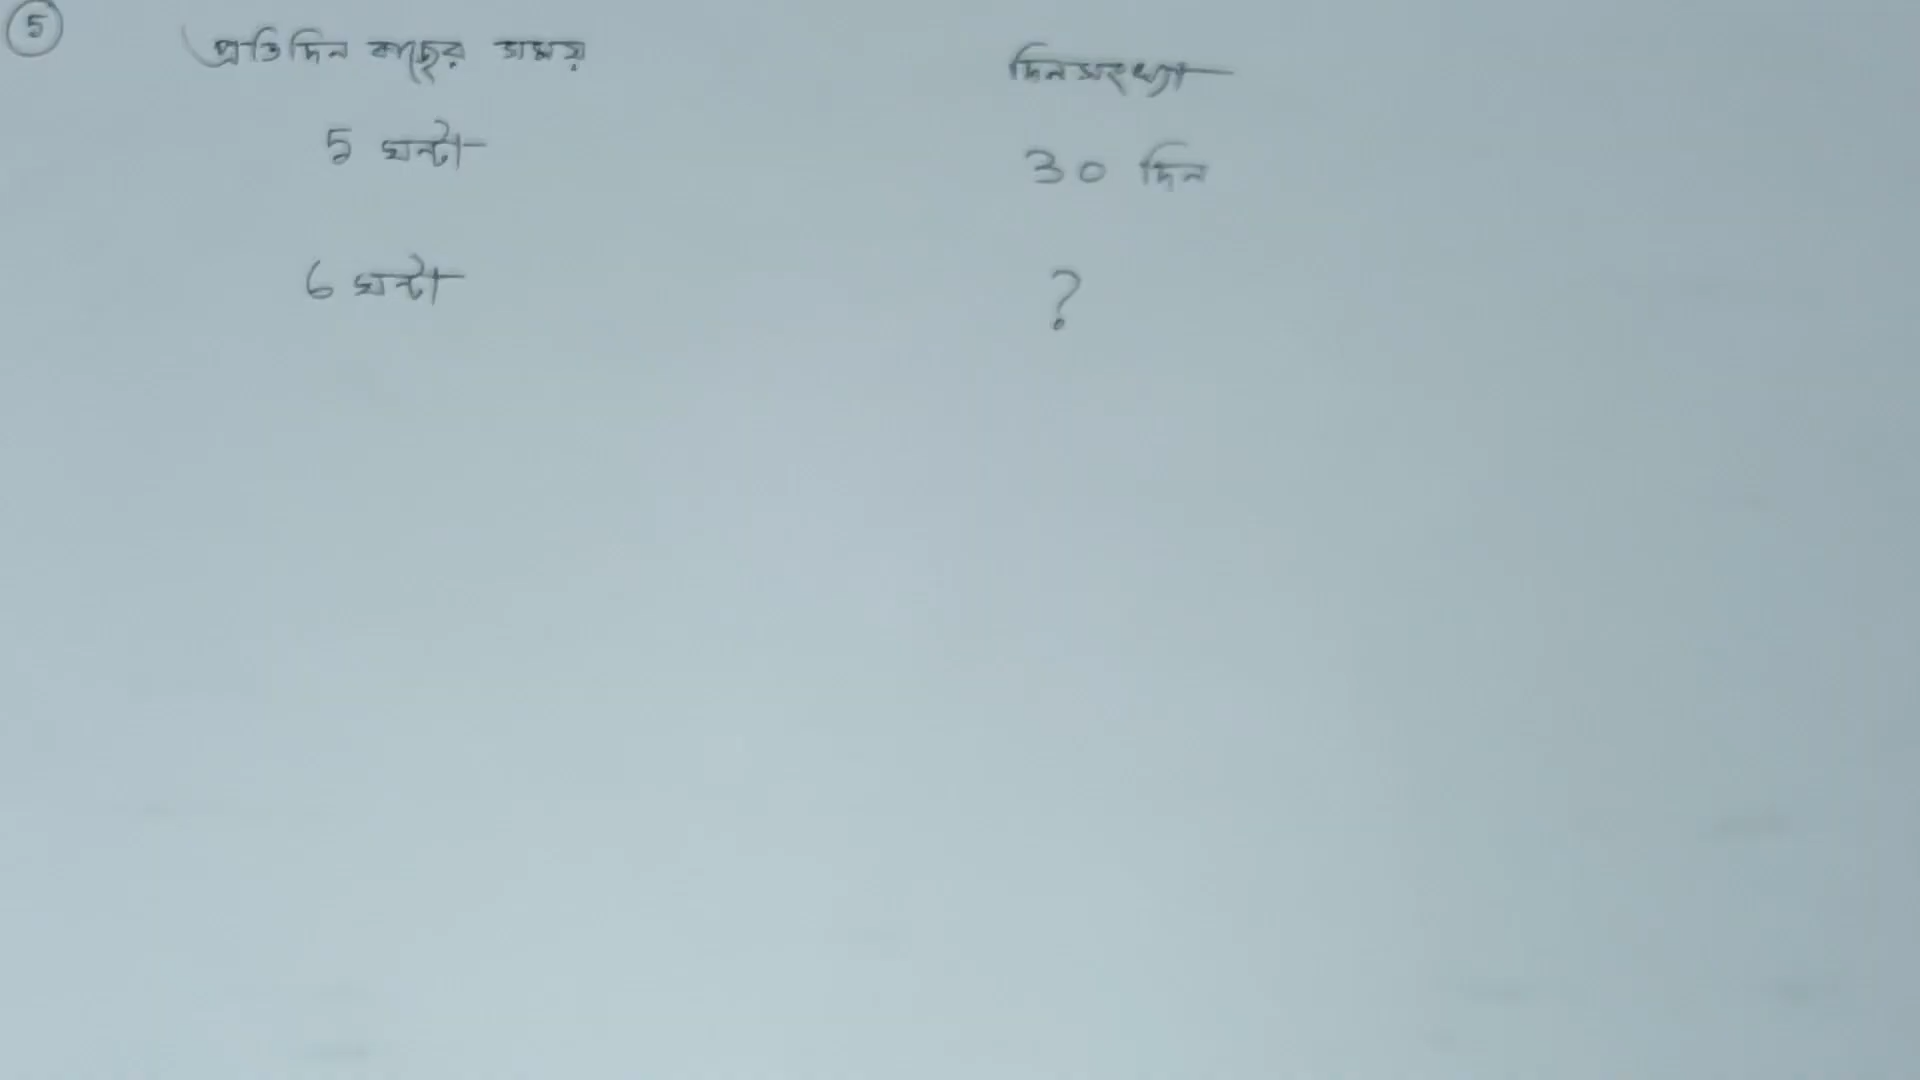 5 প্রতিদিন কাজের সময় দিনসংখ্যা
5 ঘন্টা 30 দিন
6 ঘন্টা ?